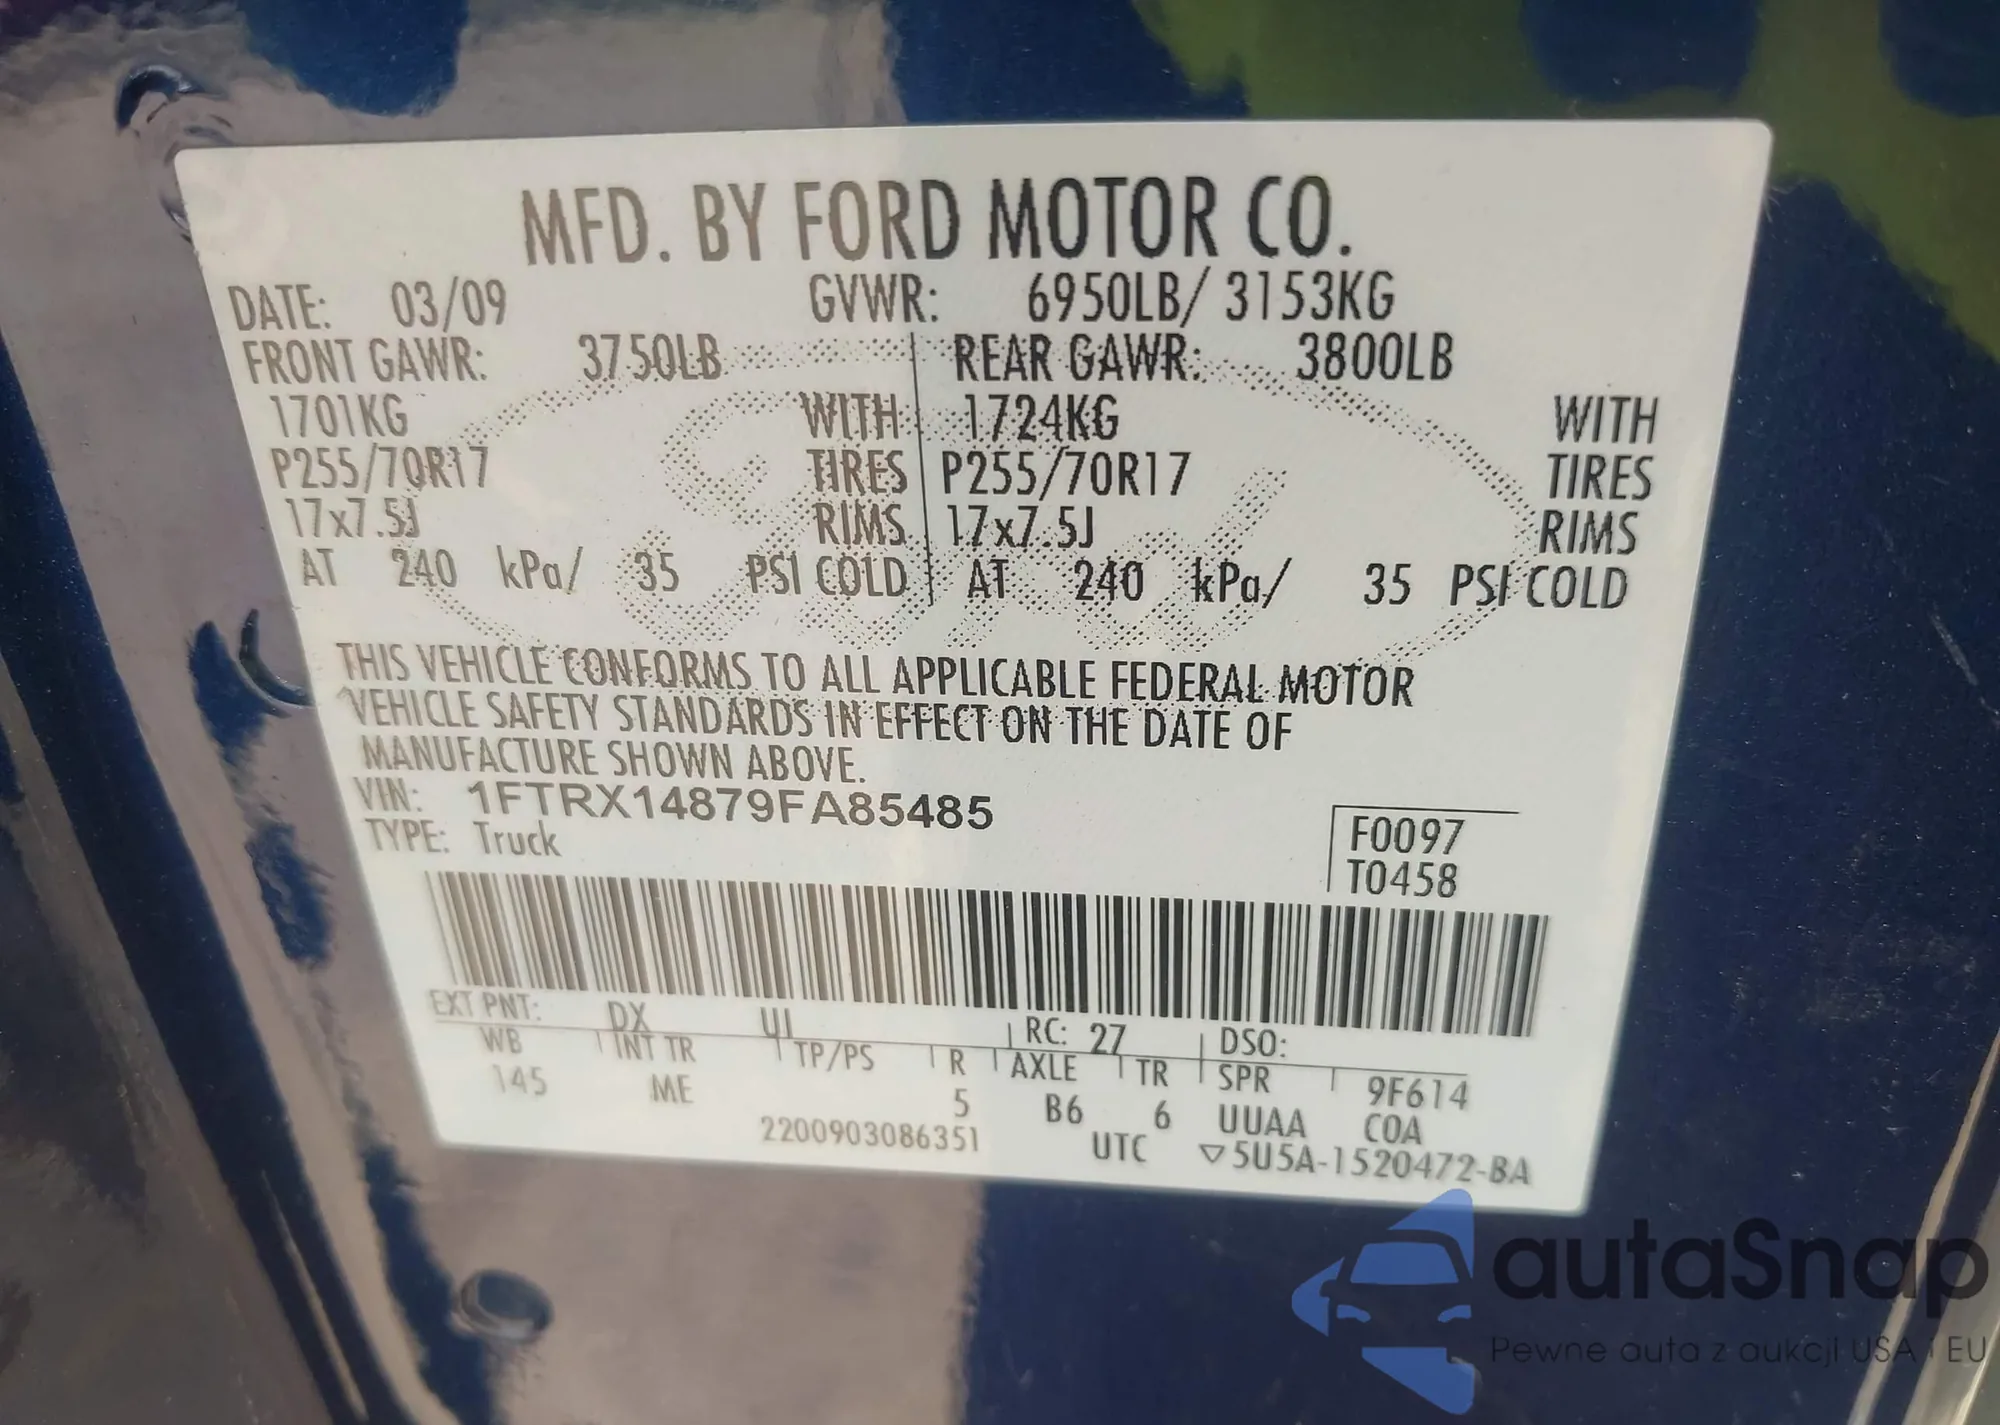 MFD. BY FORD MOTOR CO.
DATE: 03/09 GVWR: 6950LB/ 3153KG
FRONT GAWR: 3750LB REAR GAWR: 3800LB
1701KG WITH 1724KG WITH
P255/70R17 TIRES P255/70R17 TIRES
17x7.5J RIMS 17x7.5J RIMS
AT 240 kPa/ 35 PSI COLD AT 240 kPa/ 35 PSI COLD
THIS VEHICLE CONFORMS TO ALL APPLICABLE FEDERAL MOTOR
VEHICLE SAFETY STANDARDS IN EFFECT ON THE DATE OF
MANUFACTURE SHOWN ABOVE.
VIN: 1FTRX14879FA85485
TYPE: Truck
F0097
T0458
EXT PNT: DX RC: 27 DSO:
WB INT TR TP/PS R AXLE TR SPR 9F614
145 ME 5 B6 6 UUAA COA
2200903086351 UTC ▽5U5A-1520472-BA
autaSnap
Pewne auta z aukcji USA i EU